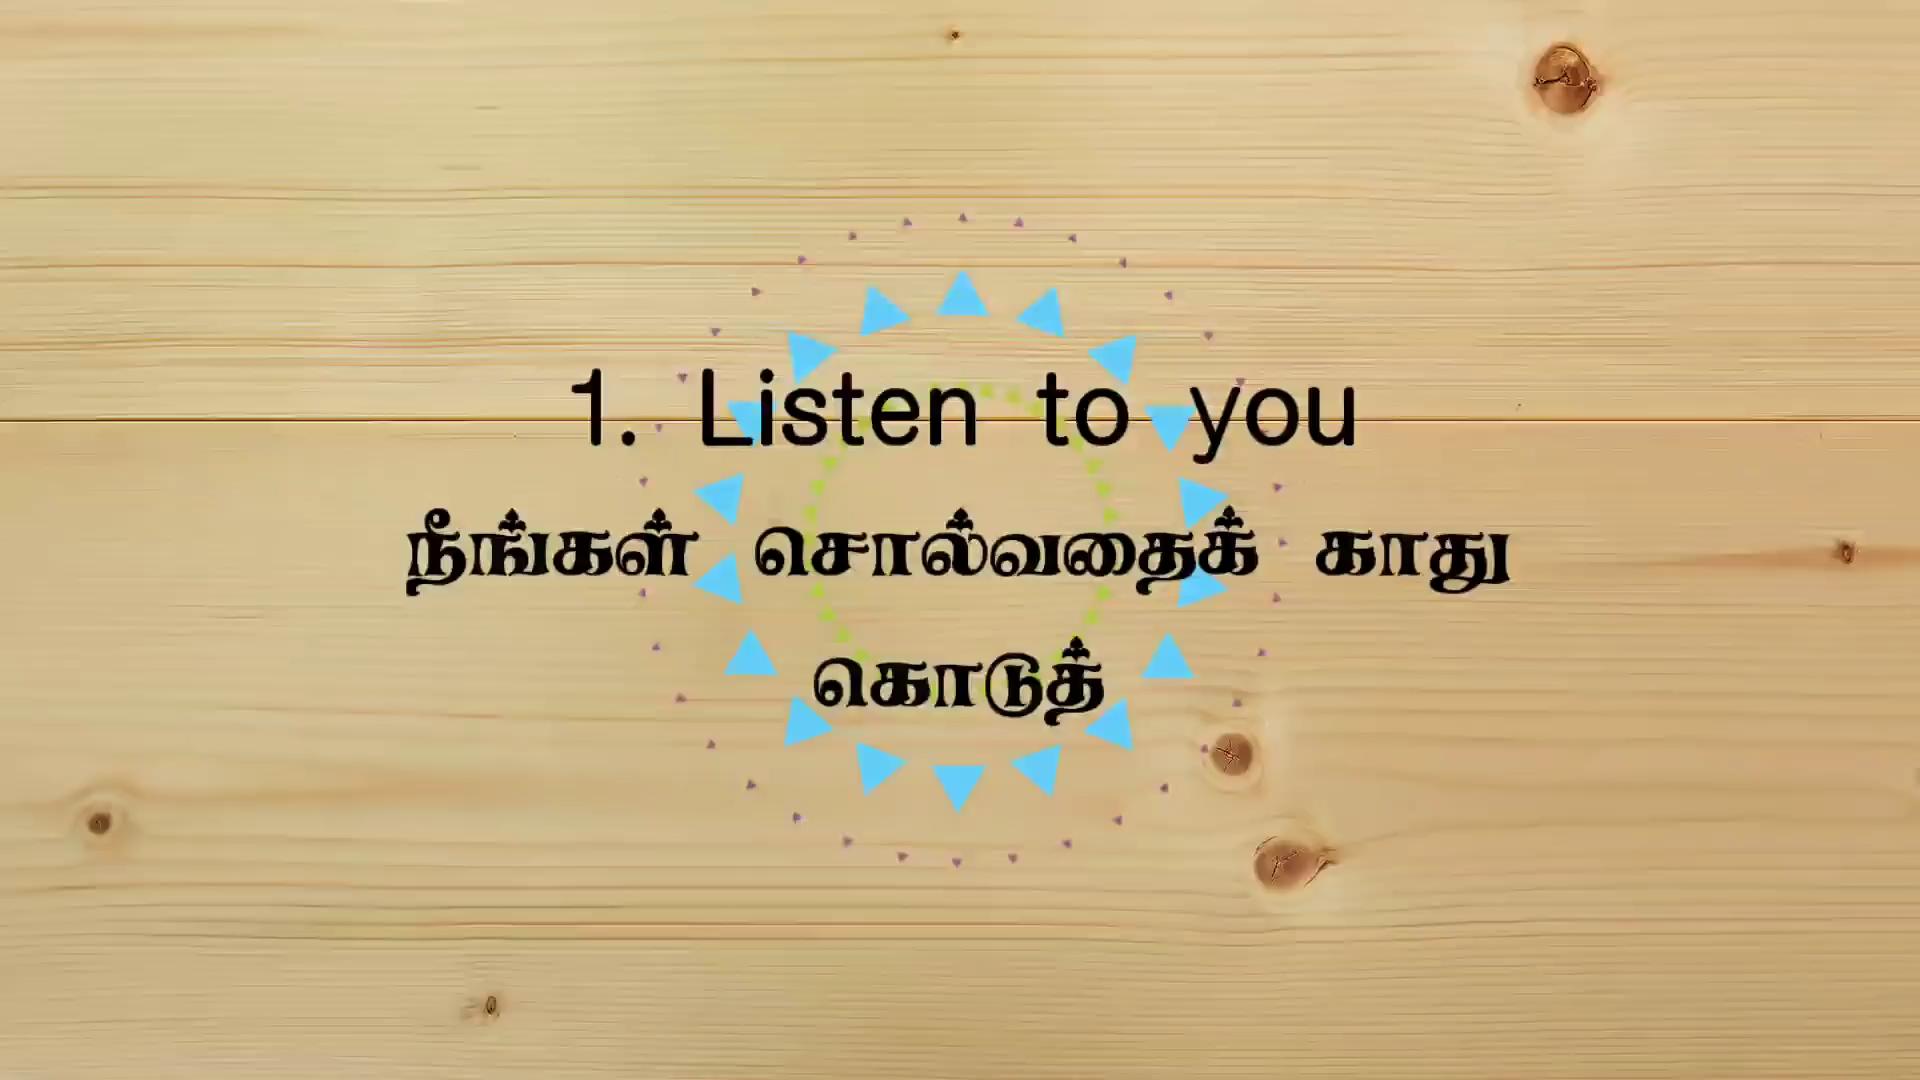 1. Listen to you
நீங்கள் சொல்வதைக் காது
கொடுத்